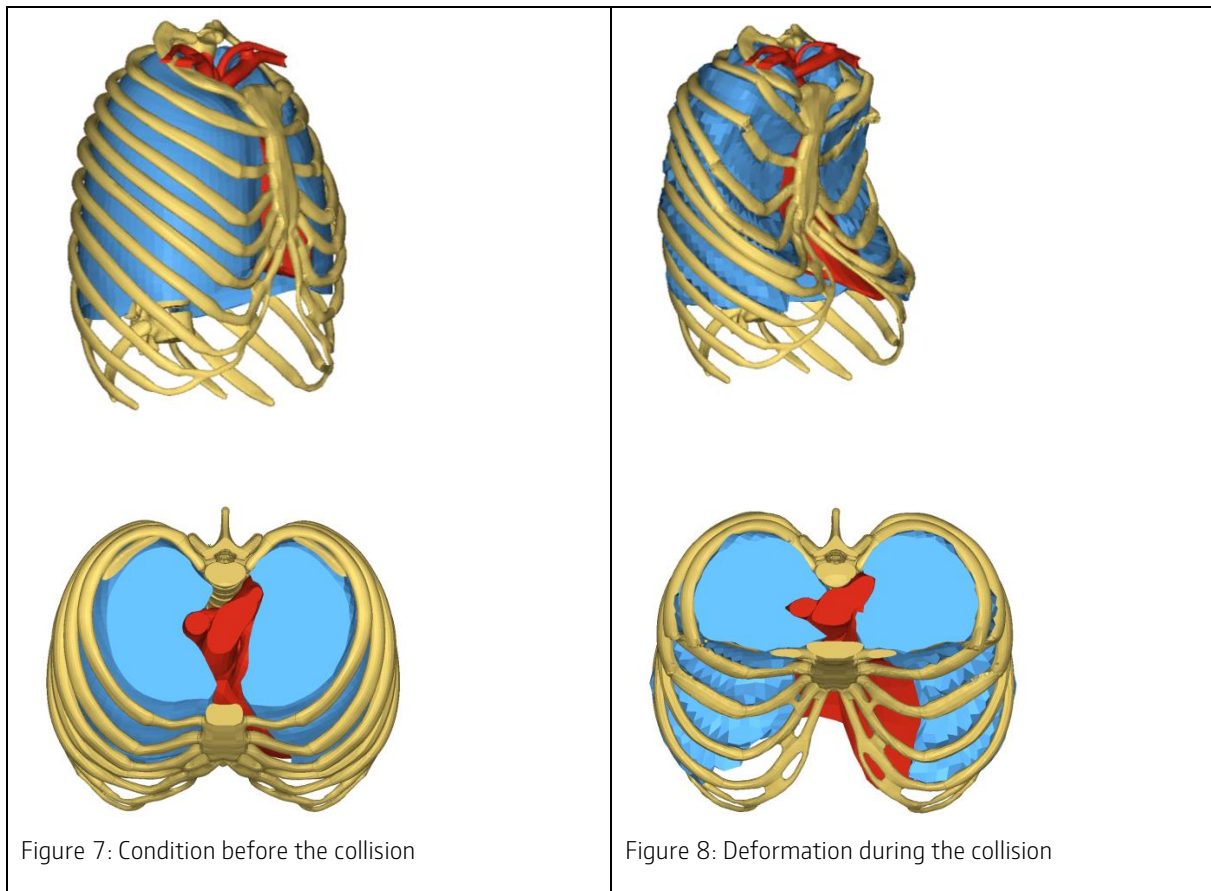 Figure 7: Condition before the collision
Figure 8: Deformation during the collision